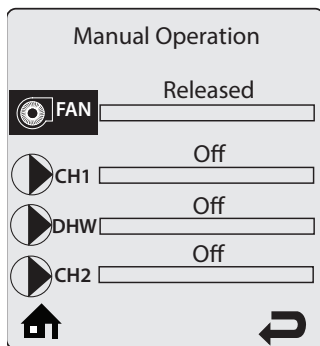 Manual Operation
Released
FAN
Off
CH1
Off
DHW
Off
CH2